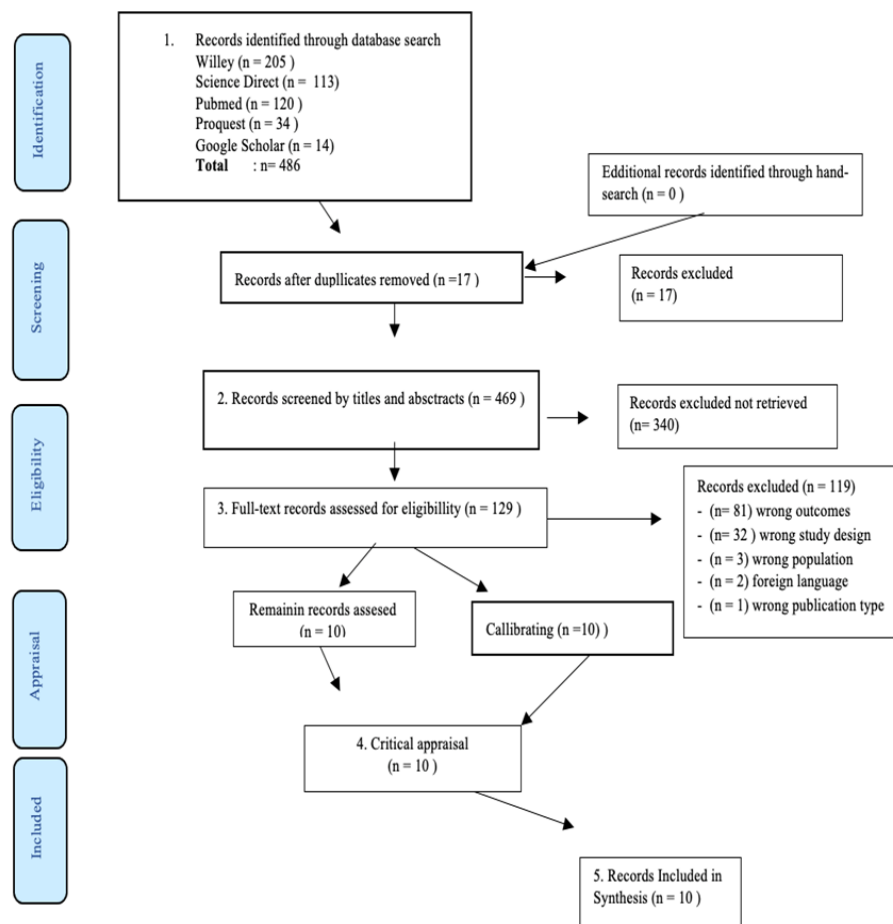 Identification
1. Records identified through database search
Willey (n = 205 )
Science Direct (n = 113)
Pubmed (n = 120 )
Proquest (n = 34 )
Google Scholar (n = 14)
Total : n= 486
Edditional records identified through hand-
search (n = 0 )
Screening
Records after dupllicates removed (n =17 )
Records excluded
(n = 17)
2. Records screened by titles and absctracts (n = 469 )
Records excluded not retrieved
(n= 340)
Eligibility
3. Full-text records assessed for eligibillity (n = 129 )
Records excluded (n = 119)
- (n= 81) wrong outcomes
- (n= 32 ) wrong study design
- (n = 3) wrong population
- (n = 2) foreign language
- (n = 1) wrong publication type
Appraisal
Remainin records assesed
(n = 10)
Callibrating (n =10) )
4. Critical appraisal
(n = 10 )
Included
5. Records Included in
Synthesis (n = 10 )